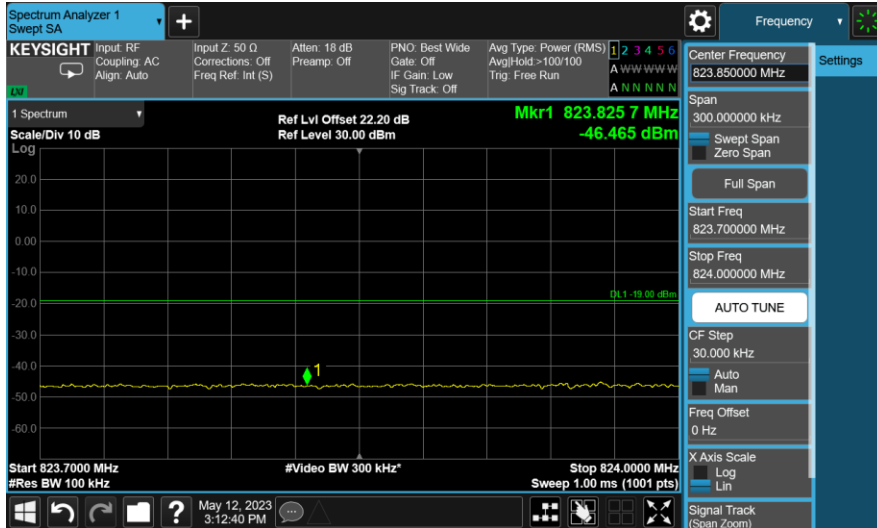 Spectrum Analyzer 1
Swept SA
+
Frequency
KEYSIGHT
Input: RF
Coupling: AC
Align: Auto
Input Z: 50 Ω
Corrections: Off
Freq Ref: Int (S)
Atten: 18 dB
Preamp: Off
PNO: Best Wide
Gate: Off
IF Gain: Low
Sig Track: Off
Avg Type: Power (RMS)
Avg|Hold:>100/100
Trig: Free Run
1 2 3 4 5 6
A W W W W W
A N N N N N
LXI
1 Spectrum
Scale/Div 10 dB
Log
Ref Lvl Offset 22.20 dB
Ref Level 30.00 dBm
Mkr1 823.825 7 MHz
-46.465 dBm
20.0
10.0
0.00
-10.0
DL1 -19.00 dBm
-20.0
-30.0
-40.0
1
-50.0
-60.0
Start 823.7000 MHz
#Res BW 100 kHz
#Video BW 300 kHz*
Stop 824.0000 MHz
Sweep 1.00 ms (1001 pts)
?
May 12, 2023
3:12:40 PM
Center Frequency
823.850000 MHz
Settings
Span
300.000000 kHz
Swept Span
Zero Span
Full Span
Start Freq
823.700000 MHz
Stop Freq
824.000000 MHz
AUTO TUNE
CF Step
30.000 kHz
Auto
Man
Freq Offset
0 Hz
X Axis Scale
Log
Lin
Signal Track
(Span Zoom)